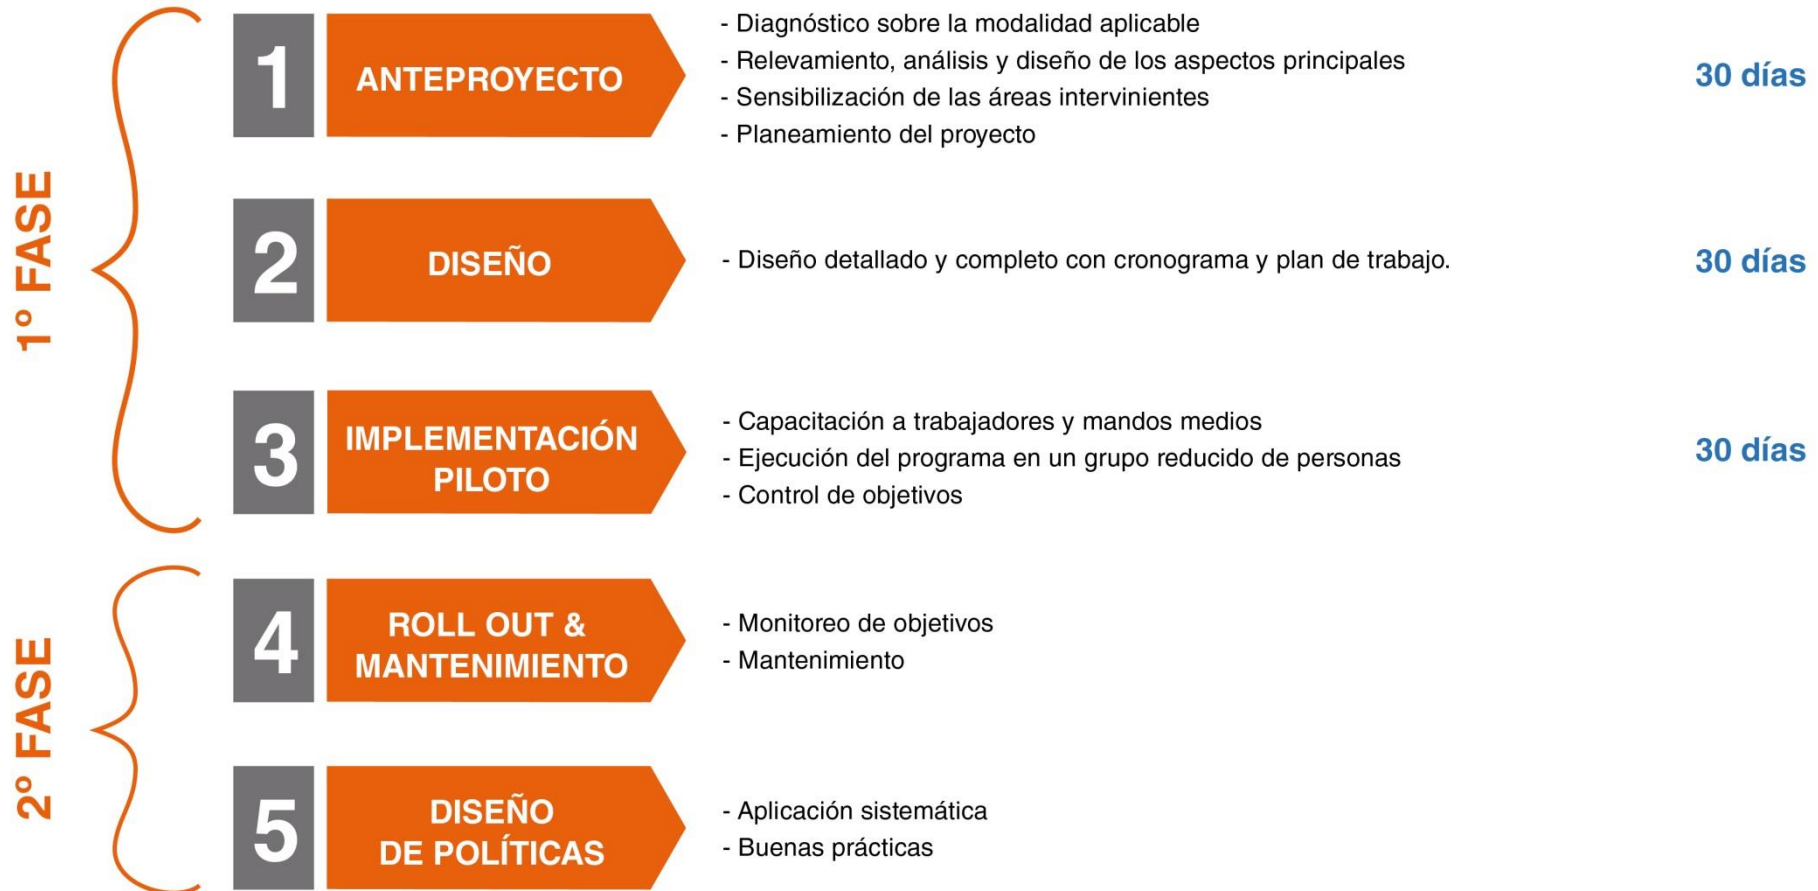 1º FASE
1
ANTEPROYECTO
- Diagnóstico sobre la modalidad aplicable
- Relevamiento, análisis y diseño de los aspectos principales
- Sensibilización de las áreas intervinientes
- Planeamiento del proyecto
30 días
2
DISEÑO
- Diseño detallado y completo con cronograma y plan de trabajo.
30 días
3
IMPLEMENTACIÓN
PILOTO
- Capacitación a trabajadores y mandos medios
- Ejecución del programa en un grupo reducido de personas
- Control de objetivos
30 días
2º FASE
4
ROLL OUT &
MANTENIMIENTO
- Monitoreo de objetivos
- Mantenimiento
5
DISEÑO
DE POLÍTICAS
- Aplicación sistemática
- Buenas prácticas